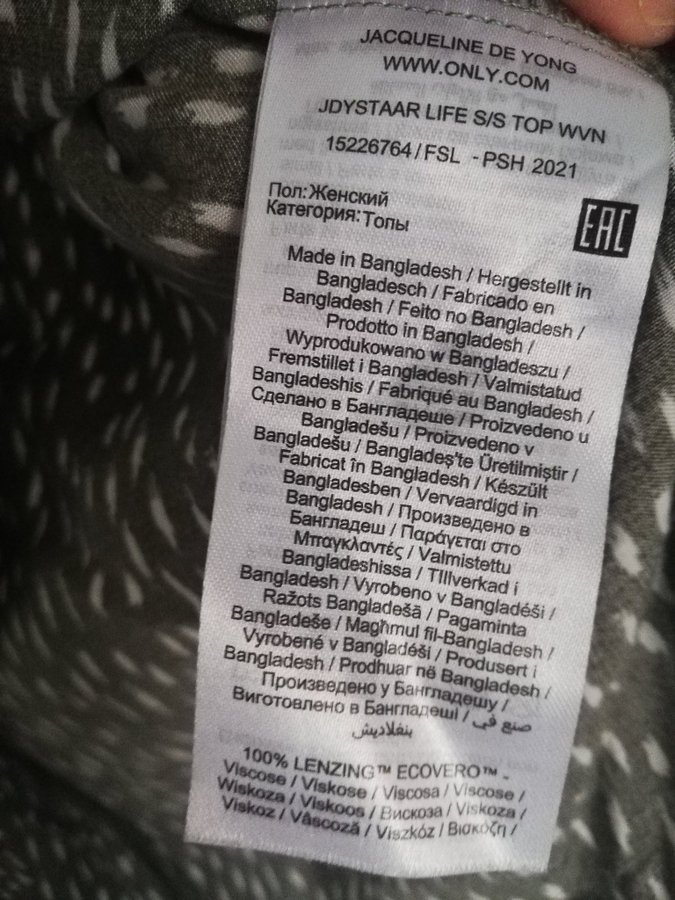 JACQUELINE DE YONG
WWW.ONLY.COM
JDYSTAAR LIFE S/S TOP WVN
15226764/FSL - PSH 2021
Пол:Женский
Категория:Топы
EAC
Made in Bangladesh / Hergestellt in
Bangladesch / Fabricado en
Bangladesh / Feito no Bangladesh /
Prodotto in Bangladesh /
Wyprodukowano w Bangladeszu /
Fremstillet i Bangladesh / Valmistatud
Bangladeshis / Fabriqué au Bangladesh /
Сделано в Бангладеше / Proizvedeno u
Bangladešu / Proizvedeno v
Bangladešu / Bangladeş'te Üretilmiştir /
Fabricat în Bangladesh / Készült
Bangladesben / Vervaardigd in
Bangladesh / Произведено в
Бангладеш / Παράγεται στο
Μπαγκλαντές / Valmistettu
Bangladeshissa / TIllverkad i
Bangladesh / Vyrobeno v Bangladéši /
Ražots Bangladešā / Pagaminta
Bangladeše / Magħmul fil-Bangladesh /
Vyrobené v Bangladéši / Produsert i
Bangladesh / Prodhuar në Bangladesh /
Произведено у Бангладешу /
Виготовлено в Бангладеші / صنع في
بنغلاديش
100% LENZING™ ECOVERO™ -
Viscose / Viskose / Viscosa / Viscose /
Wiskoza / Viskoos / Вискоза / Viskoza /
Viskoz / Vâscoză / Viszkóz / Βισκόζη /